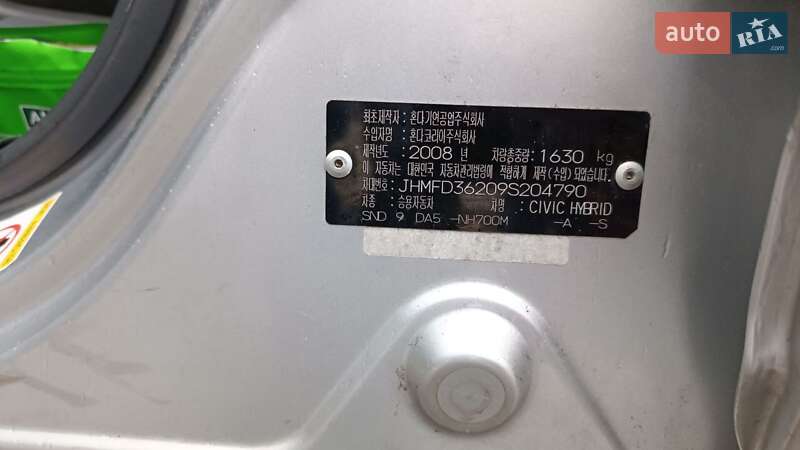 auto RIA.com
최초제작자 : 혼다기연공업주식회사
수입자명 : 혼다코리아주식회사
제작년도 : 2008 년 차량총중량 : 1630 kg
이 자동차는 대한민국 자동차관리법령에 적합하게 제작 (수입) 되었습니다.
차대번호 : JHMFD36209S204790
차종 : 승용자동차 차명 : CIVIC HYBRID
SND 9 DA5 -NH700M -A -S